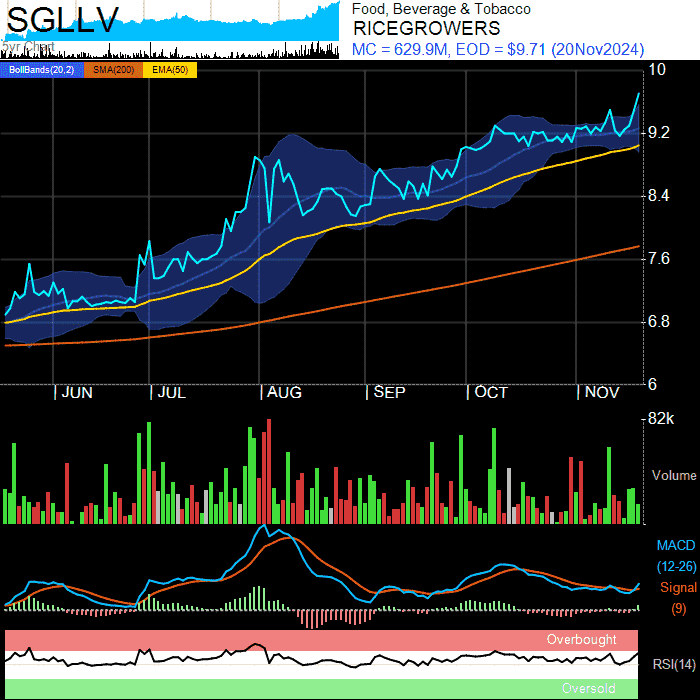 SGLLV
5yr Chart
Food, Beverage & Tobacco
RICEGROWERS
MC = 629.9M, EOD = $9.71 (20Nov2024)
BollBands(20,2) SMA(200) EMA(50)
10
9.2
8.4
7.6
6.8
6
JUN JUL AUG SEP OCT NOV
82k
Volume
MACD
(12-26)
Signal
(9)
Overbought
RSI(14)
Oversold